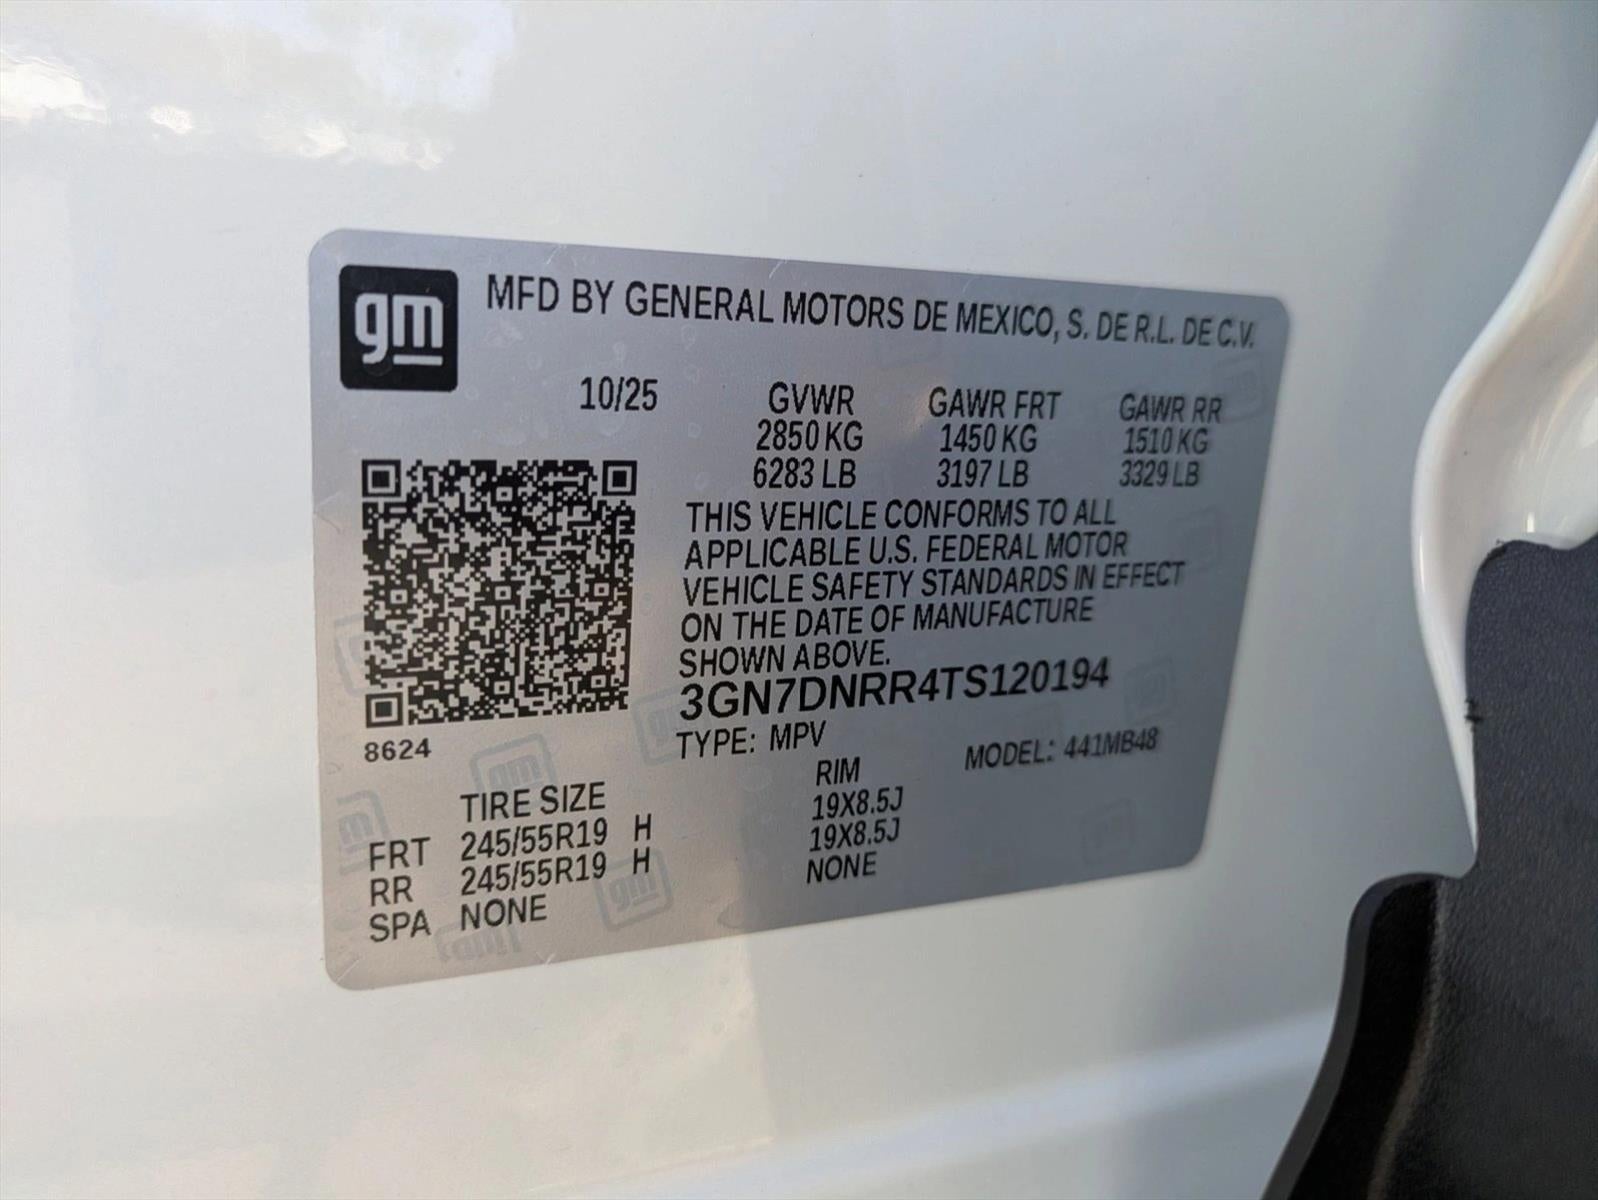 gm
MFD BY GENERAL MOTORS DE MEXICO, S. DE R.L. DE C.V.
10/25 GVWR GAWR FRT GAWR RR
2850 KG 1450 KG 1510 KG
6283 LB 3197 LB 3329 LB
THIS VEHICLE CONFORMS TO ALL
APPLICABLE U.S. FEDERAL MOTOR
VEHICLE SAFETY STANDARDS IN EFFECT
ON THE DATE OF MANUFACTURE
SHOWN ABOVE.
3GN7DNRR4TS120194
8624
TYPE: MPV MODEL: 441MB48
TIRE SIZE RIM
FRT 245/55R19 H 19X8.5J
RR 245/55R19 H 19X8.5J
SPA NONE NONE